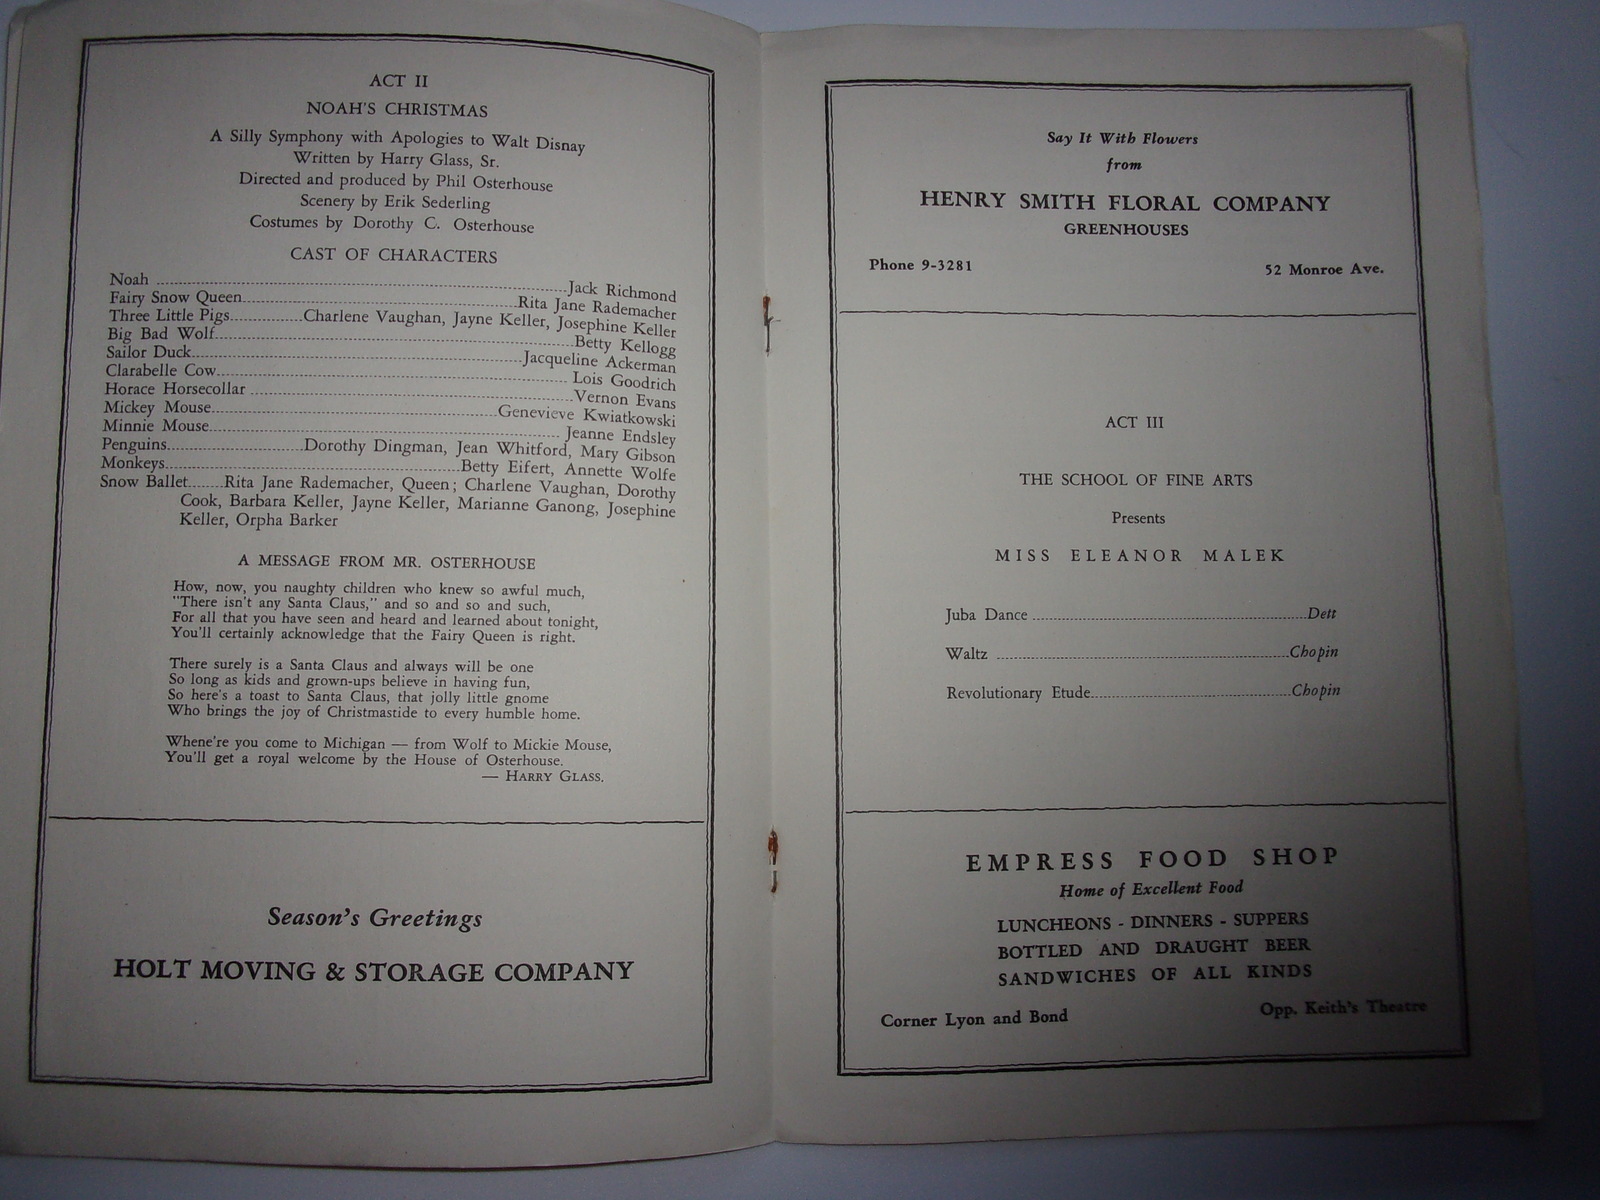 ACT II
NOAH'S CHRISTMAS
A Silly Symphony with Apologies to Walt Disnay
Written by Harry Glass, Sr.
Directed and produced by Phil Osterhouse
Scenery by Erik Sederling
Costumes by Dorothy C. Osterhouse
CAST OF CHARACTERS
Noah ........ Jack Richmond
Fairy Snow Queen........ Rita Jane Rademacher
Three Little Pigs........ Charlene Vaughan, Jayne Keller, Josephine Keller
Big Bad Wolf........ Betty Kellogg
Sailor Duck........ Jacqueline Ackerman
Clarabelle Cow........ Lois Goodrich
Horace Horsecollar ........ Vernon Evans
Mickey Mouse........ Genevieve Kwiatkowski
Minnie Mouse........ Jeanne Endsley
Penguins........ Dorothy Dingman, Jean Whitford, Mary Gibson
Monkeys........ Betty Eifert, Annette Wolfe
Snow Ballet........ Rita Jane Rademacher, Queen; Charlene Vaughan, Dorothy
Cook, Barbara Keller, Jayne Keller, Marianne Ganong, Josephine
Keller, Orpha Barker
A MESSAGE FROM MR. OSTERHOUSE
How, now, you naughty children who knew so awful much,
"There isn't any Santa Claus," and so and so and such,
For all that you have seen and heard and learned about tonight,
You'll certainly acknowledge that the Fairy Queen is right.
There surely is a Santa Claus and always will be one
So long as kids and grown-ups believe in having fun,
So here's a toast to Santa Claus, that jolly little gnome
Who brings the joy of Christmastide to every humble home.
Whene're you come to Michigan — from Wolf to Mickie Mouse,
You'll get a royal welcome by the House of Osterhouse.
— HARRY GLASS.
Season's Greetings
HOLT MOVING & STORAGE COMPANY
Say It With Flowers
from
HENRY SMITH FLORAL COMPANY
GREENHOUSES
Phone 9-3281 52 Monroe Ave.
ACT III
THE SCHOOL OF FINE ARTS
Presents
MISS ELEANOR MALEK
Juba Dance ........ Dett
Waltz ........ Chopin
Revolutionary Etude........ Chopin
EMPRESS FOOD SHOP
Home of Excellent Food
LUNCHEONS - DINNERS - SUPPERS
BOTTLED AND DRAUGHT BEER
SANDWICHES OF ALL KINDS
Corner Lyon and Bond Opp. Keith's Theatre